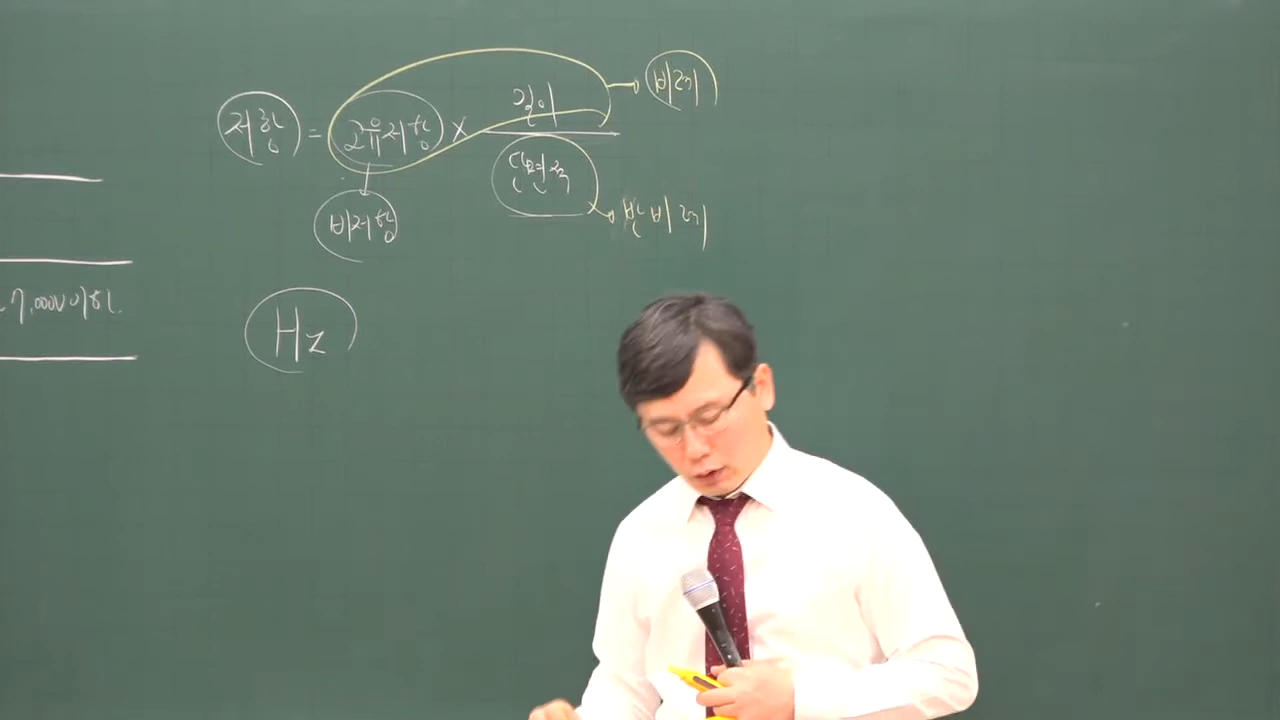 저항 = 고유저항 × 길이 / 단면적
비례
비저항
반비례
7,000V이하
Hz